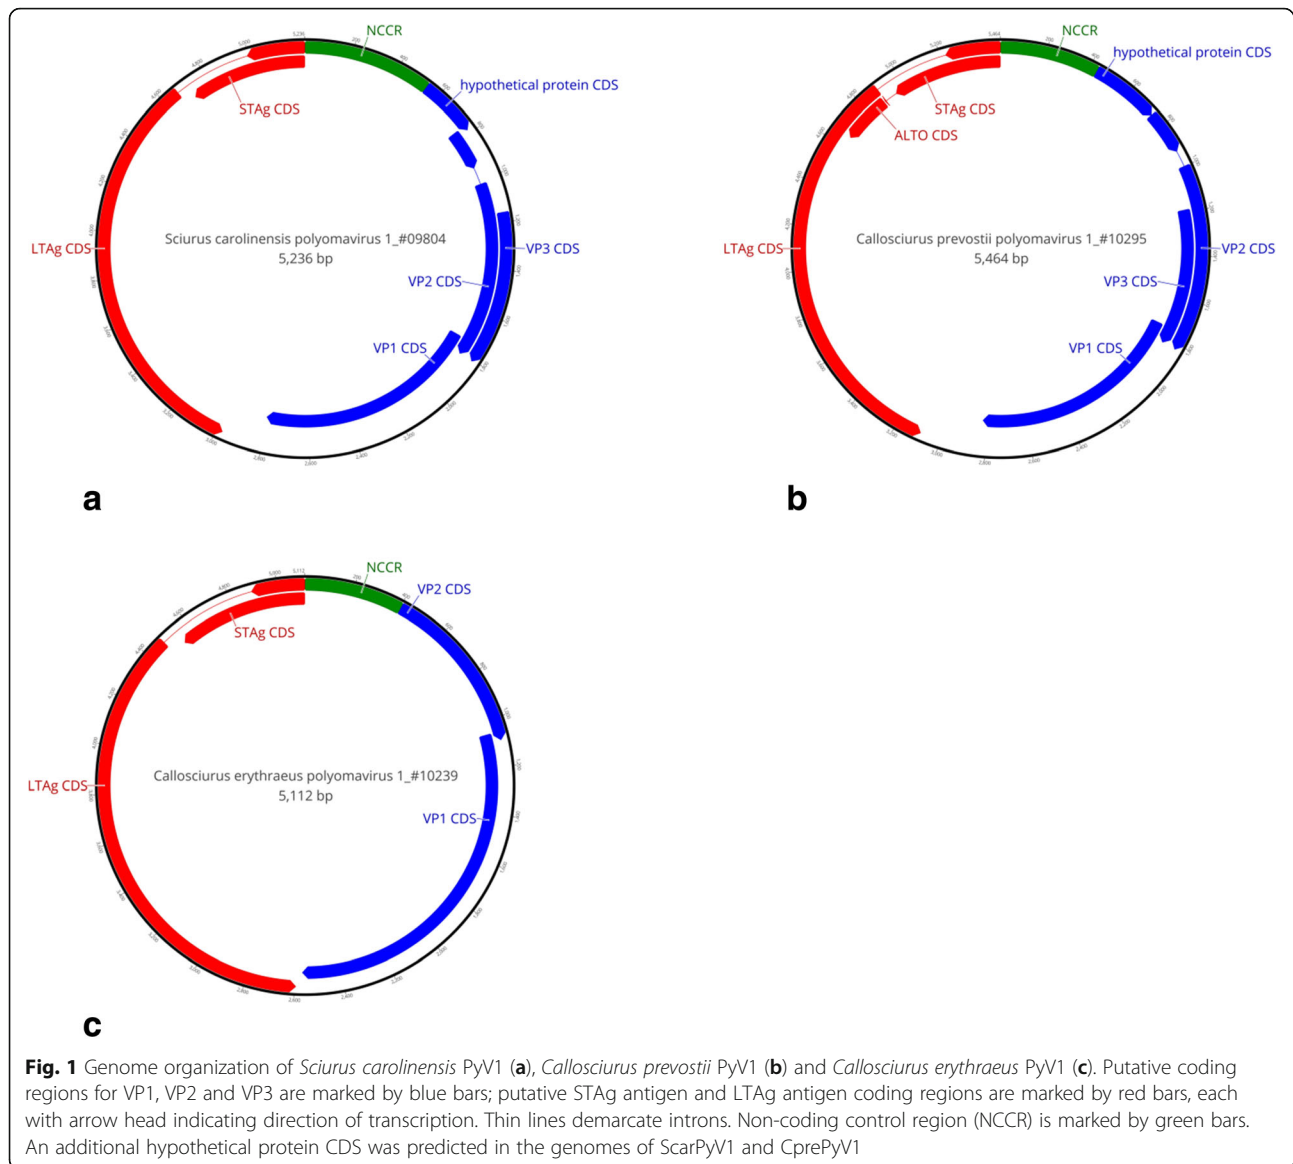 NCCR
hypothetical protein CDS
STAg CDS
LTAg CDS
Sciurus carolinensis polyomavirus 1_#09804
5,236 bp
VP3 CDS
VP2 CDS
VP1 CDS
a
NCCR
hypothetical protein CDS
STAg CDS
ALTO CDS
LTAg CDS
Callosciurus prevostii polyomavirus 1_#10295
5,464 bp
VP2 CDS
VP3 CDS
VP1 CDS
b
NCCR
VP2 CDS
STAg CDS
LTAg CDS
Callosciurus erythraeus polyomavirus 1_#10239
5,112 bp
VP1 CDS
c
Fig. 1 Genome organization of Sciurus carolinensis PyV1 (a), Callosciurus prevostii PyV1 (b) and Callosciurus erythraeus PyV1 (c). Putative coding
regions for VP1, VP2 and VP3 are marked by blue bars; putative STAg antigen and LTAg antigen coding regions are marked by red bars, each
with arrow head indicating direction of transcription. Thin lines demarcate introns. Non-coding control region (NCCR) is marked by green bars.
An additional hypothetical protein CDS was predicted in the genomes of ScarPyV1 and CprePyV1